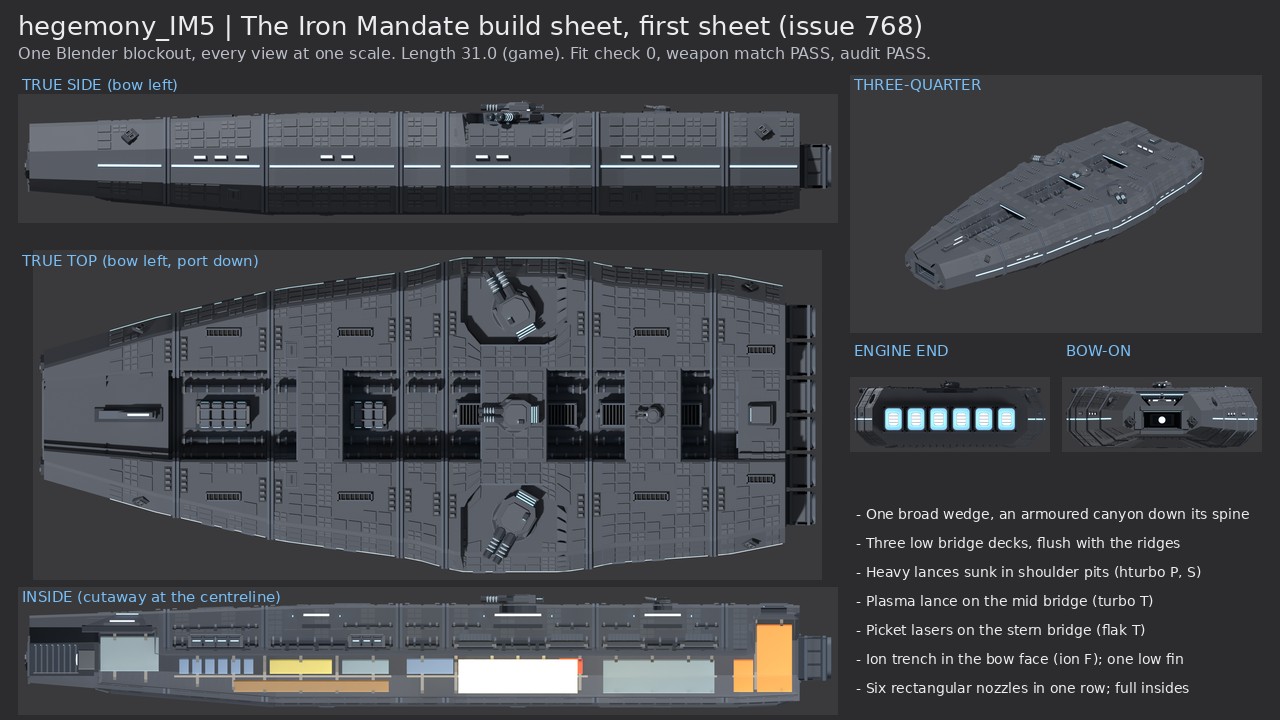 hegemony_IM5 | The Iron Mandate build sheet, first sheet (issue 768)
One Blender blockout, every view at one scale. Length 31.0 (game). Fit check 0, weapon match PASS, audit PASS.
TRUE SIDE (bow left)
THREE-QUARTER
TRUE TOP (bow left, port down)
ENGINE END
BOW-ON
- One broad wedge, an armoured canyon down its spine
- Three low bridge decks, flush with the ridges
- Heavy lances sunk in shoulder pits (hturbo P, S)
- Plasma lance on the mid bridge (turbo T)
- Picket lasers on the stern bridge (flak T)
- Ion trench in the bow face (ion F); one low fin
- Six rectangular nozzles in one row; full insides
INSIDE (cutaway at the centreline)